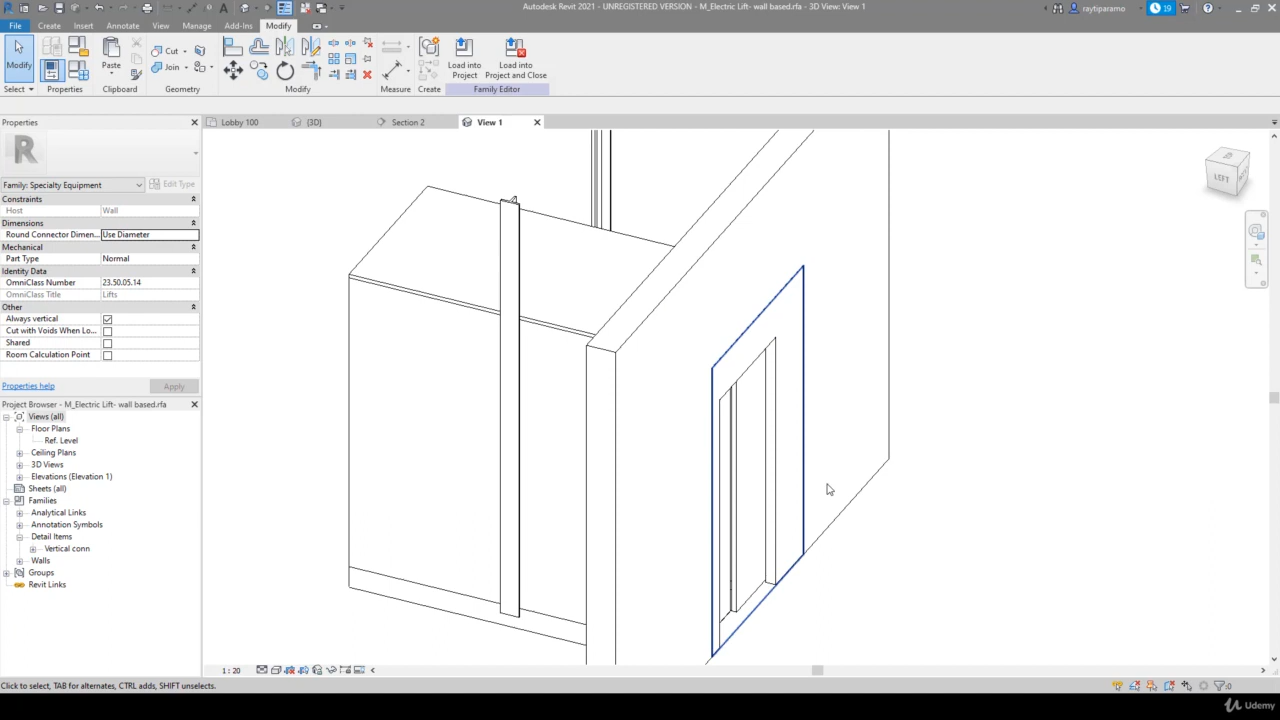 Autodesk Revit 2021 - UNREGISTERED VERSION - M_Electric Lift- wall based.rfa - 3D View: View 1
raytiparamo
19
File Create Insert Annotate View Manage Add-Ins Modify
Modify
Paste
Cut
Join
Load into Project
Load into Project and Close
Select Properties Clipboard Geometry Modify Measure Create Family Editor
Properties
Lobby 100
{3D}
Section 2
View 1
R
Family: Specialty Equipment
Edit Type
Constraints
Host Wall
Dimensions
Round Connector Dimen... Use Diameter
Mechanical
Part Type Normal
Identity Data
OmniClass Number 23.50.05.14
OmniClass Title Lifts
Other
Always vertical
Cut with Voids When Lo...
Shared
Room Calculation Point
Properties help
Apply
Project Browser - M_Electric Lift- wall based.rfa
Views (all)
Floor Plans
Ref. Level
Ceiling Plans
3D Views
Elevations (Elevation 1)
Sheets (all)
Families
Analytical Links
Annotation Symbols
Detail Items
Vertical conn
Walls
Groups
Revit Links
LEFT
1 : 20
Click to select, TAB for alternates, CTRL adds, SHIFT unselects.
:0
Udemy